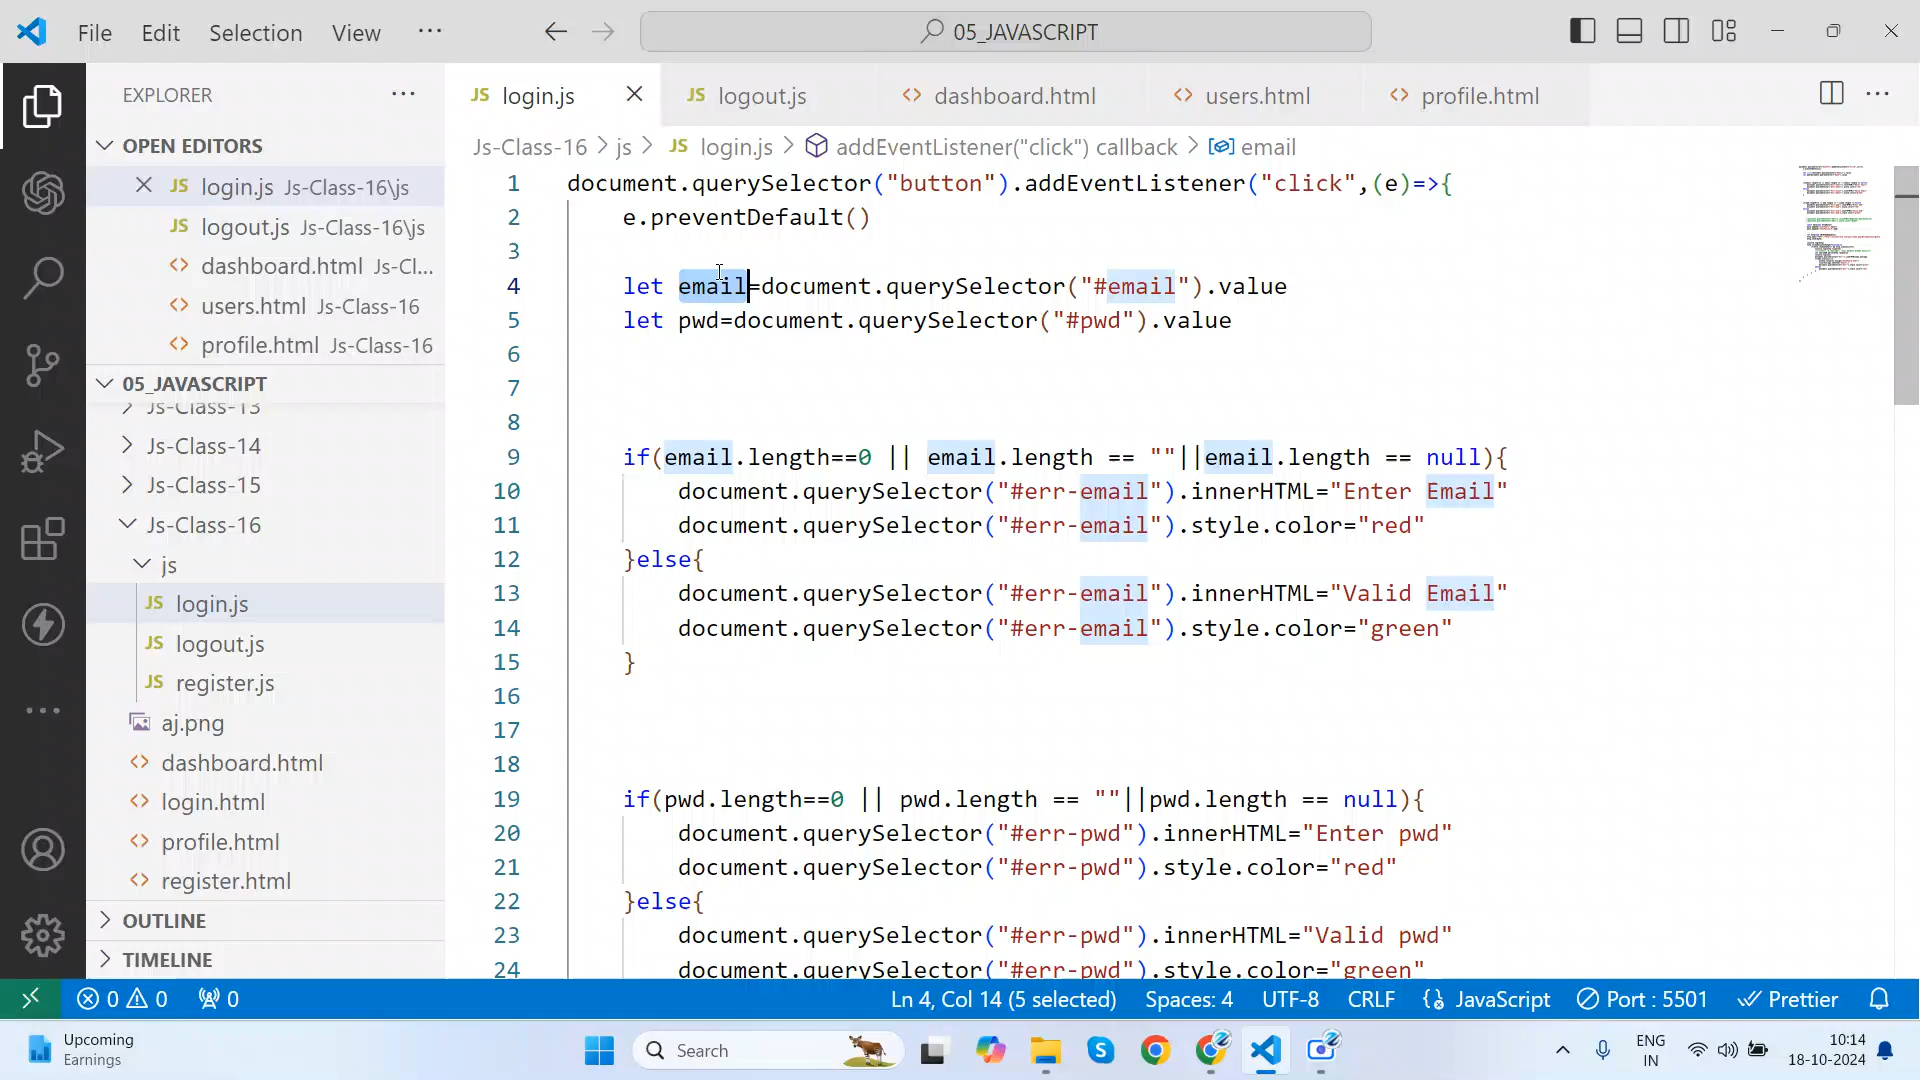 File Edit Selection View ··· 05_JAVASCRIPT
EXPLORER ···
JS login.js
JS logout.js
<> dashboard.html
<> users.html
<> profile.html
Js-Class-16 > js > JS login.js > addEventListener("click") callback > email
OPEN EDITORS
JS login.js Js-Class-16\js
JS logout.js Js-Class-16\js
<> dashboard.html Js-Cl...
<> users.html Js-Class-16
<> profile.html Js-Class-16
05_JAVASCRIPT
Js-Class-13
Js-Class-14
Js-Class-15
Js-Class-16
js
JS login.js
JS logout.js
JS register.js
aj.png
<> dashboard.html
<> login.html
<> profile.html
<> register.html
OUTLINE
TIMELINE
1 document.querySelector("button").addEventListener("click",(e)=>{
2 e.preventDefault()
3
4 let email=document.querySelector("#email").value
5 let pwd=document.querySelector("#pwd").value
6
7
8
9 if(email.length==0 || email.length == ""||email.length == null){
10 document.querySelector("#err-email").innerHTML="Enter Email"
11 document.querySelector("#err-email").style.color="red"
12 }else{
13 document.querySelector("#err-email").innerHTML="Valid Email"
14 document.querySelector("#err-email").style.color="green"
15 }
16
17
18
19 if(pwd.length==0 || pwd.length == ""||pwd.length == null){
20 document.querySelector("#err-pwd").innerHTML="Enter pwd"
21 document.querySelector("#err-pwd").style.color="red"
22 }else{
23 document.querySelector("#err-pwd").innerHTML="Valid pwd"
24 document.querySelector("#err-pwd").style.color="green"
0 0 0 Ln 4, Col 14 (5 selected) Spaces: 4 UTF-8 CRLF JavaScript Port : 5501 Prettier
Upcoming
Earnings
Search
ENG
IN
10:14
18-10-2024